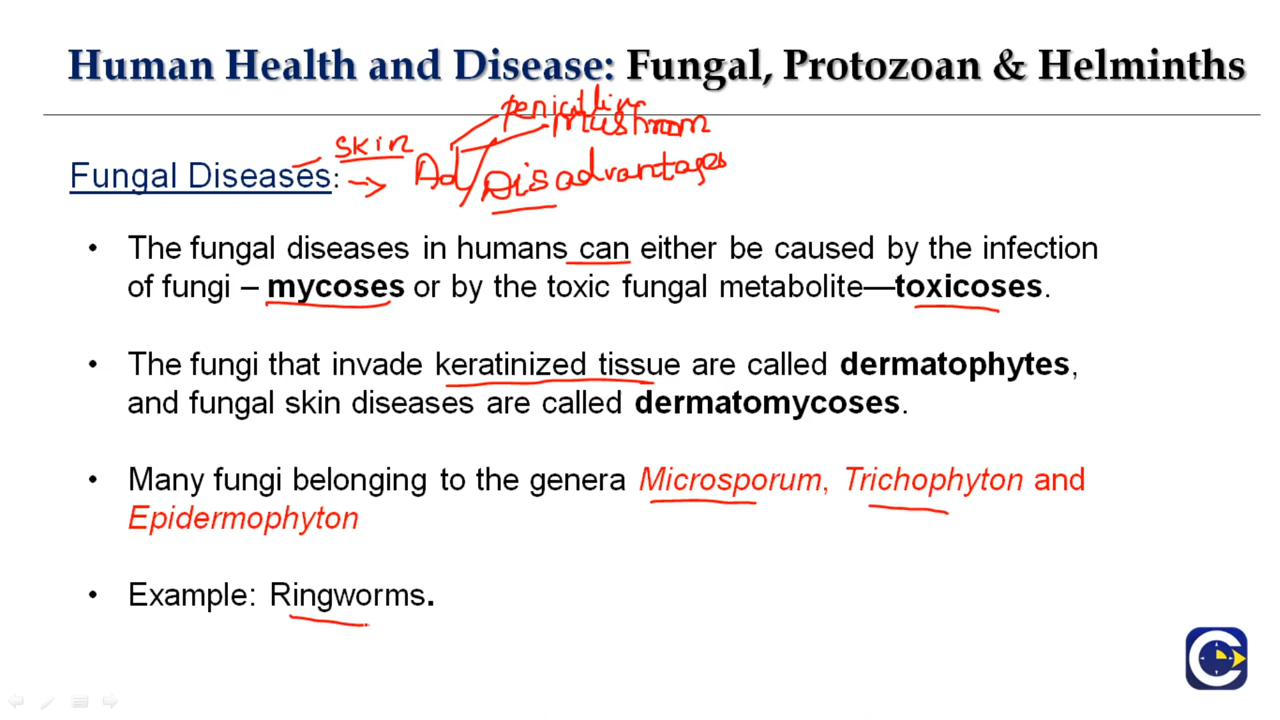 Human Health and Disease: Fungal, Protozoan & Helminths
penicilline
mushroom
skin
Fungal Diseases: → Ad/Disadvantages
• The fungal diseases in humans can either be caused by the infection
of fungi – mycoses or by the toxic fungal metabolite—toxicoses.
• The fungi that invade keratinized tissue are called dermatophytes,
and fungal skin diseases are called dermatomycoses.
• Many fungi belonging to the genera Microsporum, Trichophyton and
Epidermophyton
• Example: Ringworms.